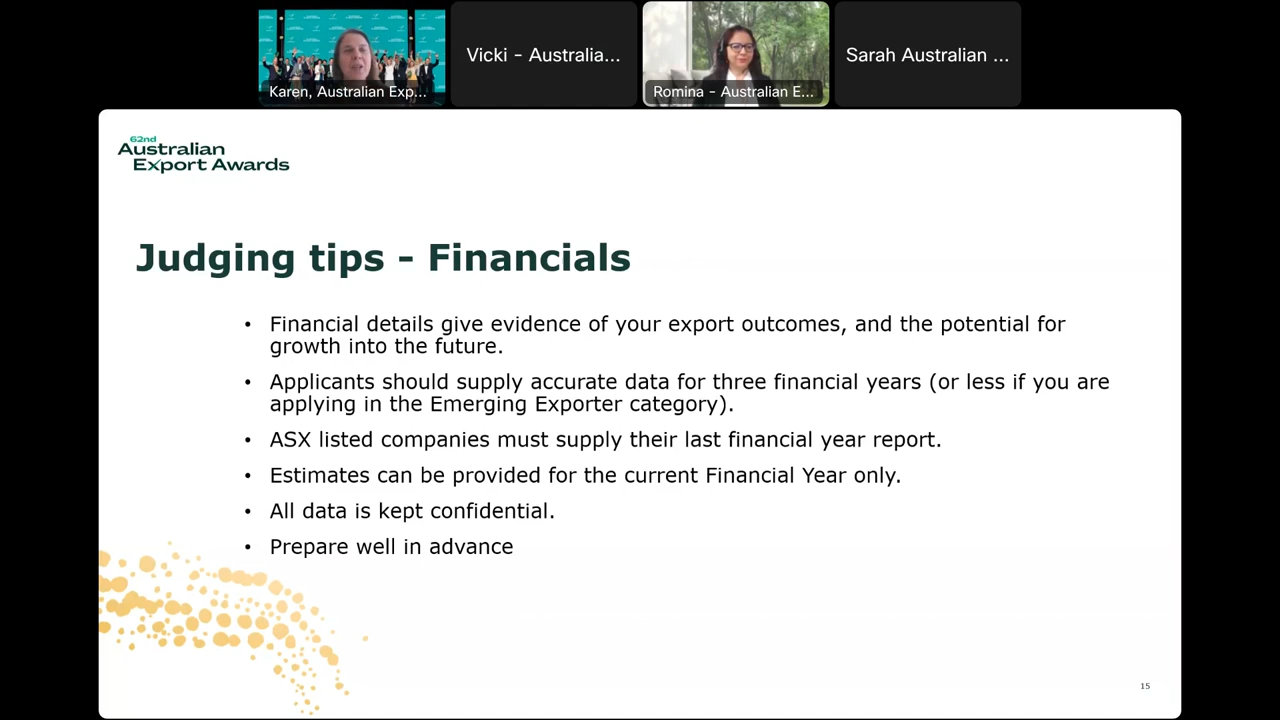 Karen, Australian Exp...
Vicki - Australia...
Romina - Australian E...
Sarah Australian ...
62nd
Australian
Export Awards
Judging tips - Financials
• Financial details give evidence of your export outcomes, and the potential for
growth into the future.
• Applicants should supply accurate data for three financial years (or less if you are
applying in the Emerging Exporter category).
• ASX listed companies must supply their last financial year report.
• Estimates can be provided for the current Financial Year only.
• All data is kept confidential.
• Prepare well in advance
15